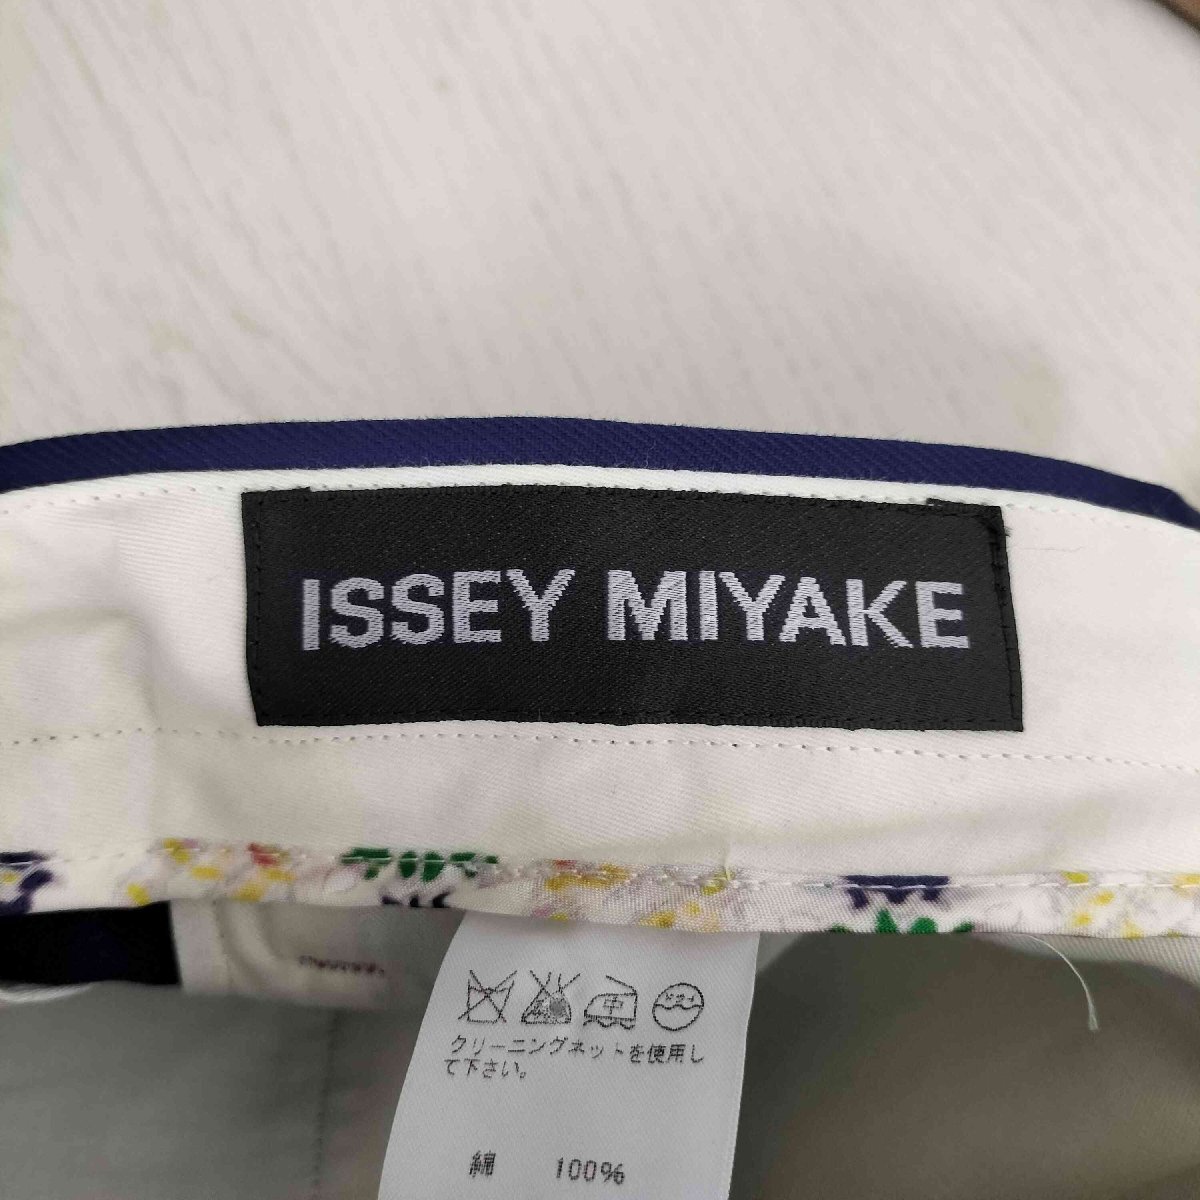 ISSEY MIYAKE
中
クリーニングネットを使用し
て下さい。
綿 100%